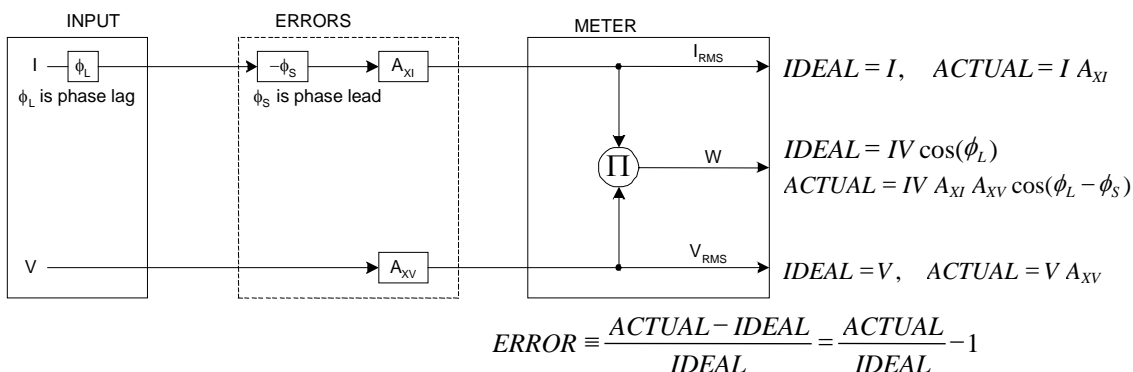 INPUT
ERRORS
METER
I
ϕL
−ϕS
AXI
IRMS
IDEAL = I, ACTUAL = I AXI
ϕL is phase lag
ϕS is phase lead
Π
W
IDEAL = IV cos(ϕL)
ACTUAL = IV AXI AXV cos(ϕL − ϕS)
V
AXV
VRMS
IDEAL = V, ACTUAL = V AXV
ERROR ≡ (ACTUAL − IDEAL) / IDEAL = ACTUAL / IDEAL − 1